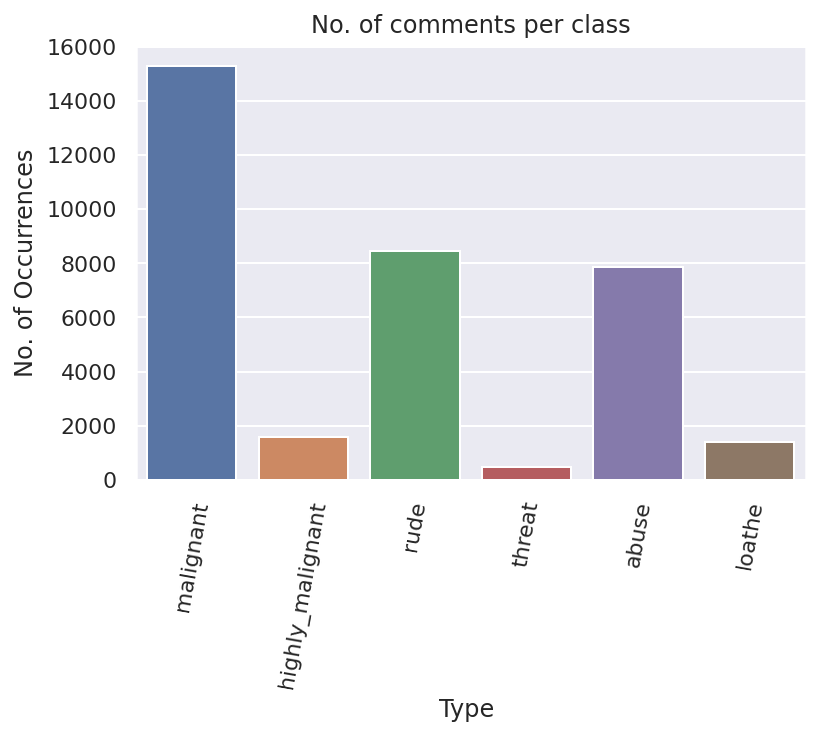 No. of comments per class
No. of Occurrences
16000
14000
12000
10000
8000
6000
4000
2000
0
malignant
highly_malignant
rude
threat
abuse
loathe
Type